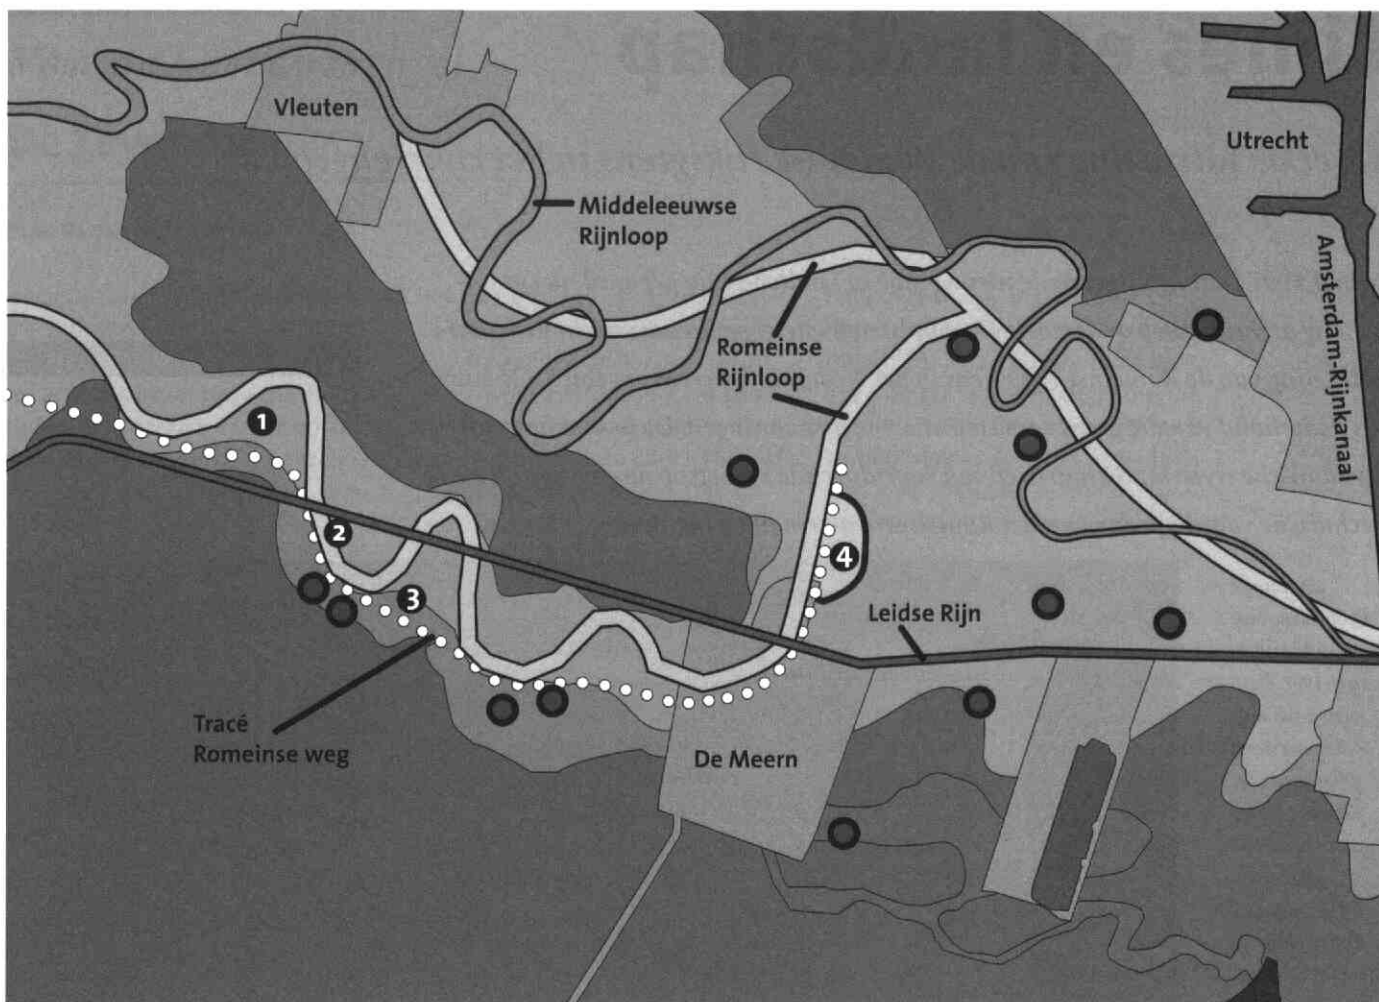 Vleuten
Utrecht
Middeleeuwse
Rijnloop
Amsterdam-Rijnkanaal
Romeinse
Rijnloop
1
2
3
4
Leidse Rijn
Tracé
Romeinse weg
De Meern